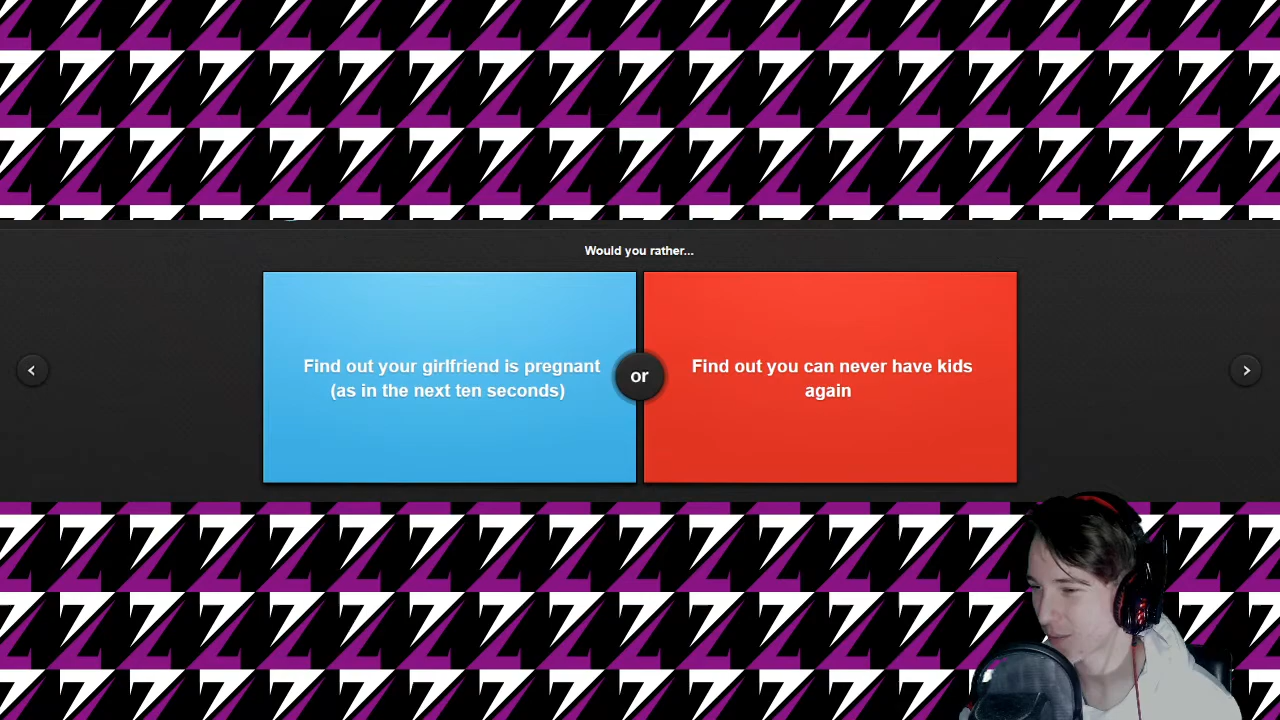 Would you rather...
Find out your girlfriend is pregnant
(as in the next ten seconds)
or
Find out you can never have kids
again